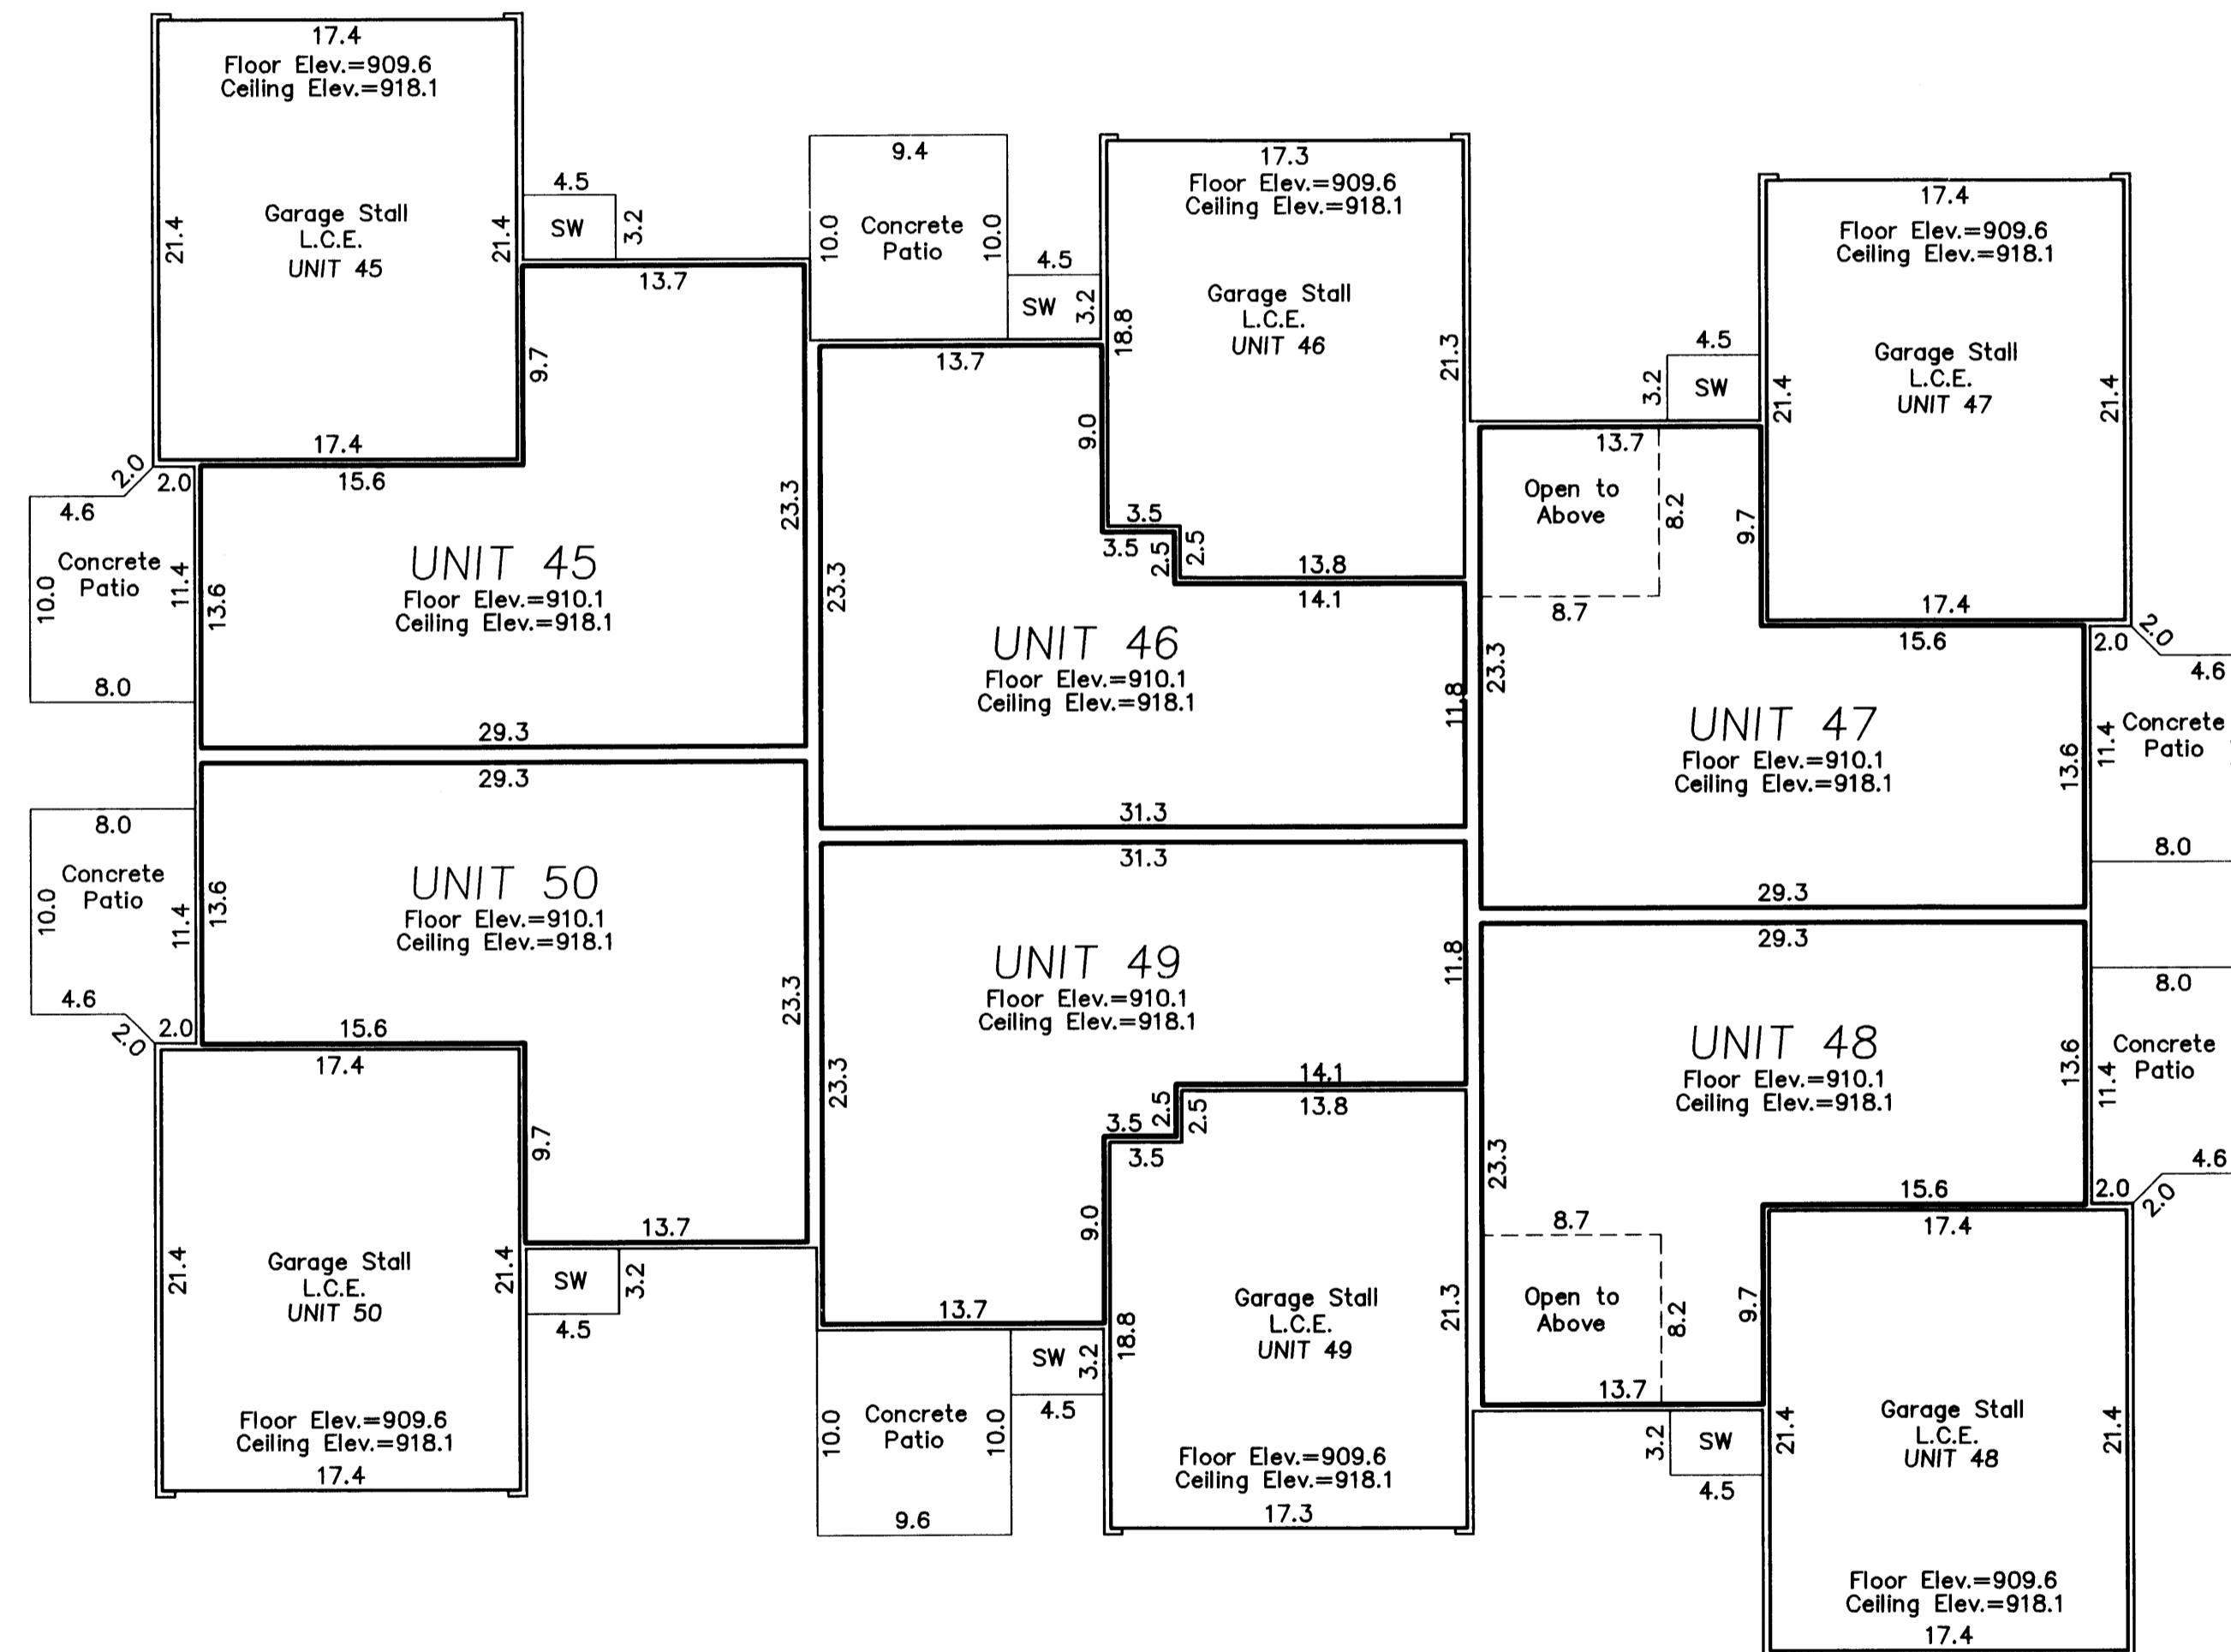 17.4
Floor Elev.=909.6
Ceiling Elev.=918.1
Garage Stall
L.C.E.
UNIT 45
21.4
21.4
17.4
4.5
SW
3.2
13.7
9.7
15.6
23.3
13.6
UNIT 45
Floor Elev.=910.1
Ceiling Elev.=918.1
29.3
2.0
2.0
4.6
Concrete
Patio
10.0
11.4
8.0
9.4
10.0
Concrete
Patio
10.0
4.5
SW
3.2
17.3
Floor Elev.=909.6
Ceiling Elev.=918.1
Garage Stall
L.C.E.
UNIT 46
18.8
21.3
3.5
2.5
13.8
13.7
9.0
3.5
2.5
14.1
23.3
UNIT 46
Floor Elev.=910.1
Ceiling Elev.=918.1
11.8
31.3
17.4
Floor Elev.=909.6
Ceiling Elev.=918.1
Garage Stall
L.C.E.
UNIT 47
21.4
21.4
17.4
4.5
3.2
SW
13.7
Open to
Above
8.2
8.7
9.7
15.6
23.3
UNIT 47
Floor Elev.=910.1
Ceiling Elev.=918.1
13.6
29.3
2.0
2.0
4.6
11.4
Concrete
Patio
8.0
29.3
UNIT 50
Floor Elev.=910.1
Ceiling Elev.=918.1
13.6
23.3
15.6
9.7
13.7
8.0
Concrete
Patio
10.0
11.4
4.6
2.0
2.0
17.4
21.4
21.4
Garage Stall
L.C.E.
UNIT 50
Floor Elev.=909.6
Ceiling Elev.=918.1
17.4
SW
3.2
4.5
31.3
UNIT 49
Floor Elev.=910.1
Ceiling Elev.=918.1
11.8
23.3
14.1
2.5
3.5
9.0
13.7
13.8
2.5
3.5
18.8
21.3
Garage Stall
L.C.E.
UNIT 49
Floor Elev.=909.6
Ceiling Elev.=918.1
17.3
SW
3.2
4.5
10.0
Concrete
Patio
10.0
9.6
29.3
UNIT 48
Floor Elev.=910.1
Ceiling Elev.=918.1
13.6
23.3
15.6
8.7
Open to
Above
8.2
9.7
13.7
8.0
Concrete
Patio
11.4
4.6
2.0
2.0
17.4
3.2
SW
4.5
21.4
21.4
Garage Stall
L.C.E.
UNIT 48
Floor Elev.=909.6
Ceiling Elev.=918.1
17.4